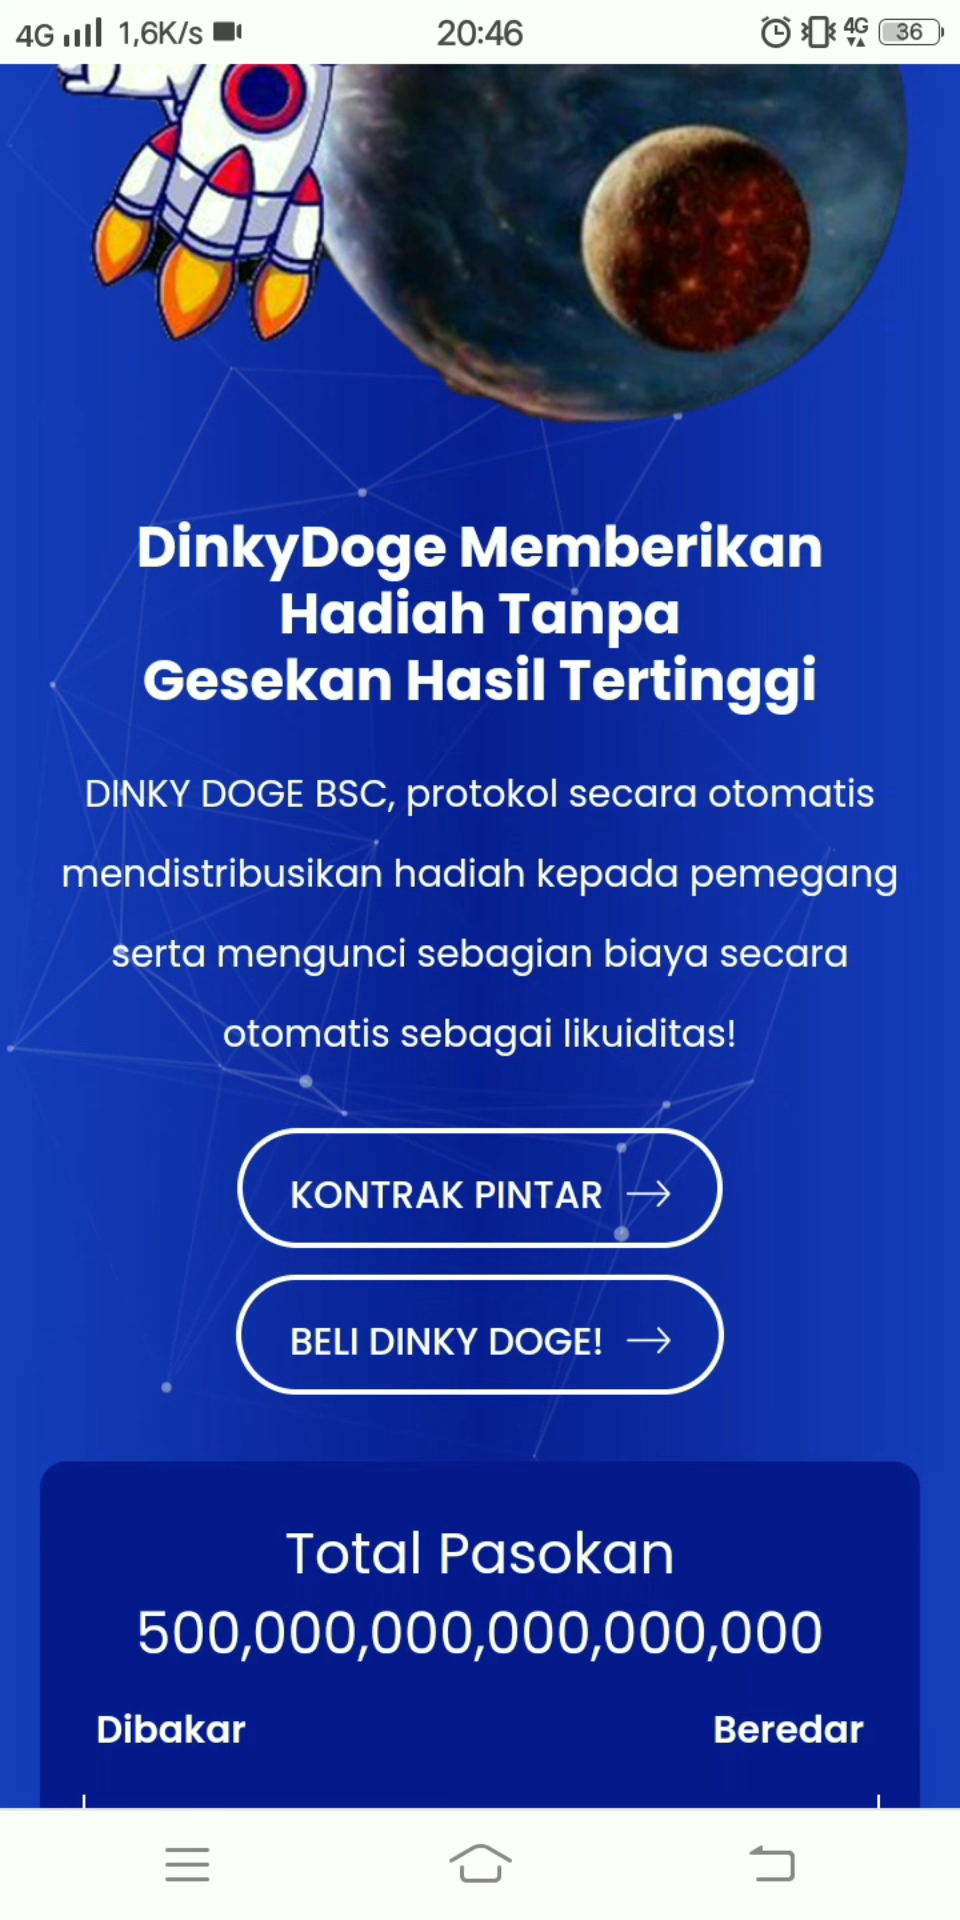 4G 1,6K/s 20:46 4G 36
DinkyDoge Memberikan
Hadiah Tanpa
Gesekan Hasil Tertinggi
DINKY DOGE BSC, protokol secara otomatis
mendistribusikan hadiah kepada pemegang
serta mengunci sebagian biaya secara
otomatis sebagai likuiditas!
KONTRAK PINTAR →
BELI DINKY DOGE! →
Total Pasokan
500,000,000,000,000,000
Dibakar Beredar